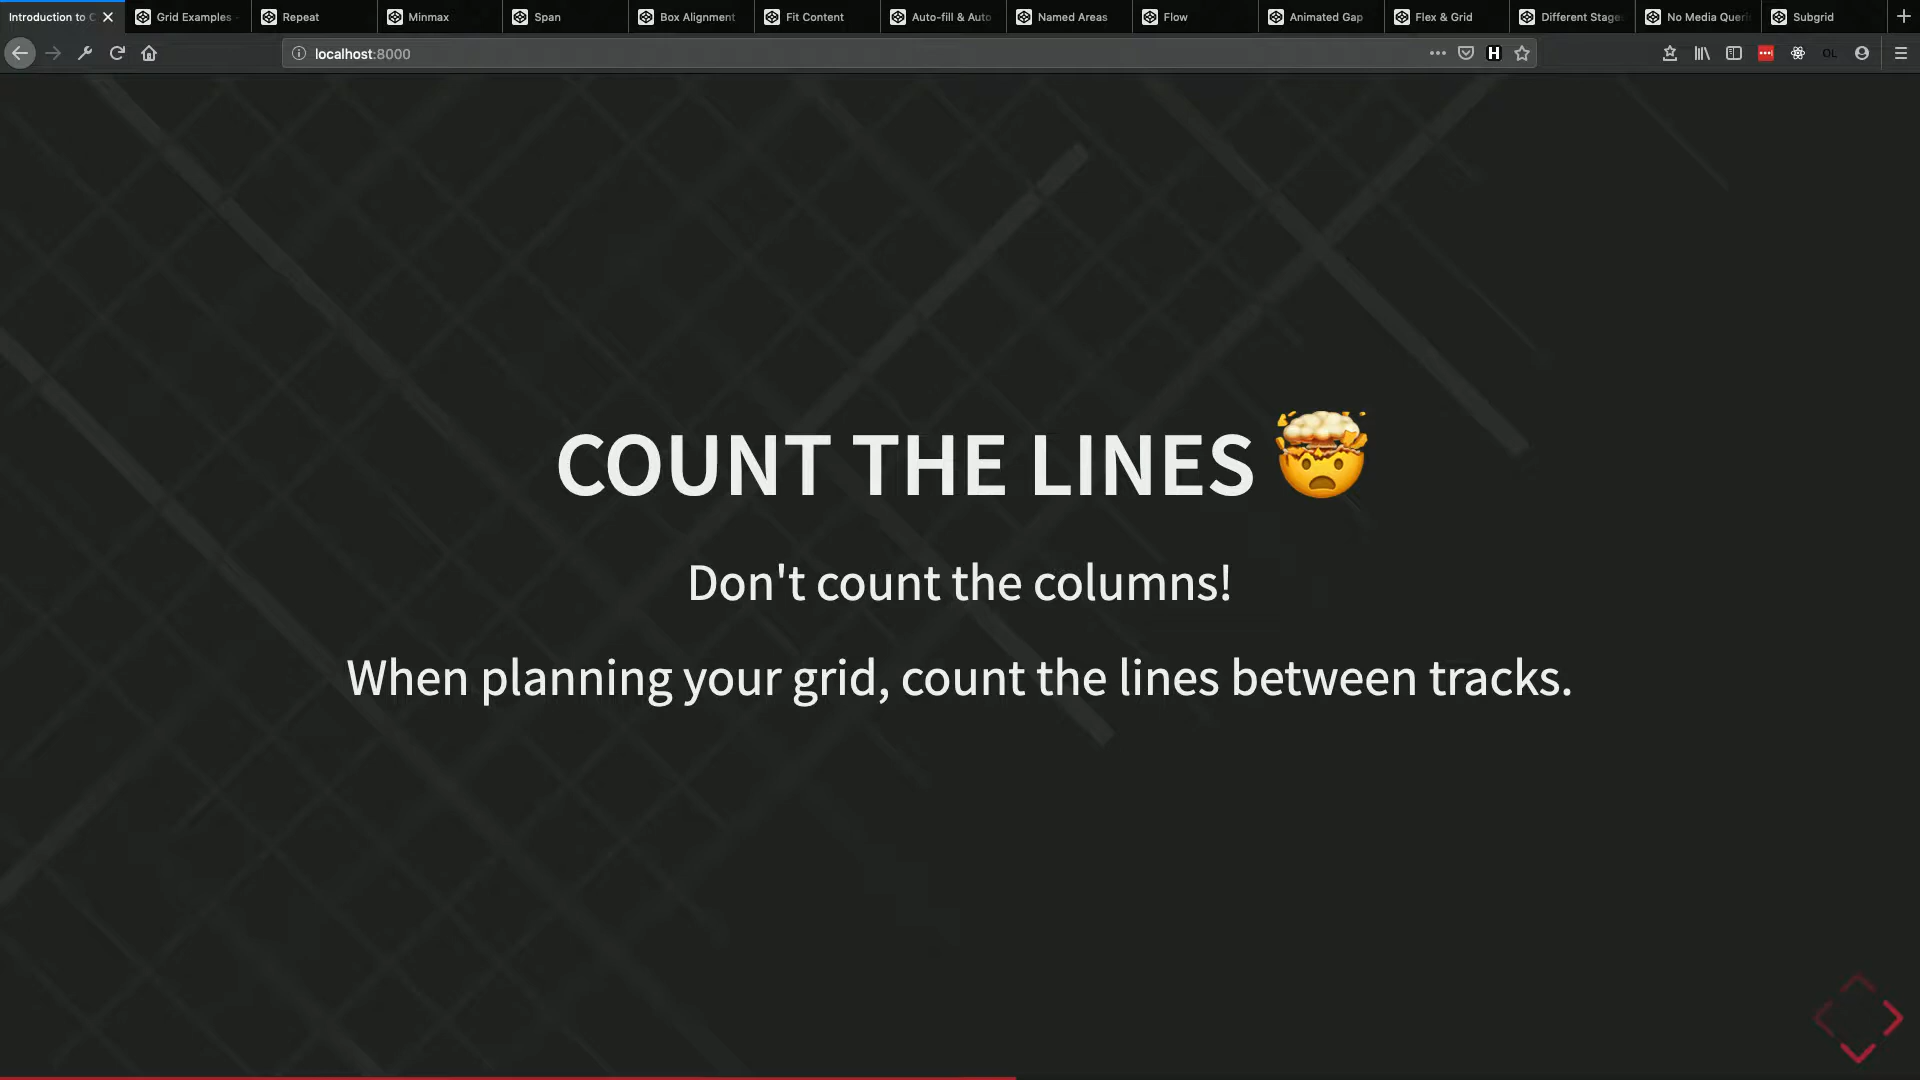 Introduction to C
Grid Examples -
Repeat
Minmax
Span
Box Alignment
Fit Content
Auto-fill & Auto
Named Areas
Flow
Animated Gap
Flex & Grid
Different Stage
No Media Queri
Subgrid
localhost:8000
H
OL
COUNT THE LINES 🤯
Don't count the columns!
When planning your grid, count the lines between tracks.